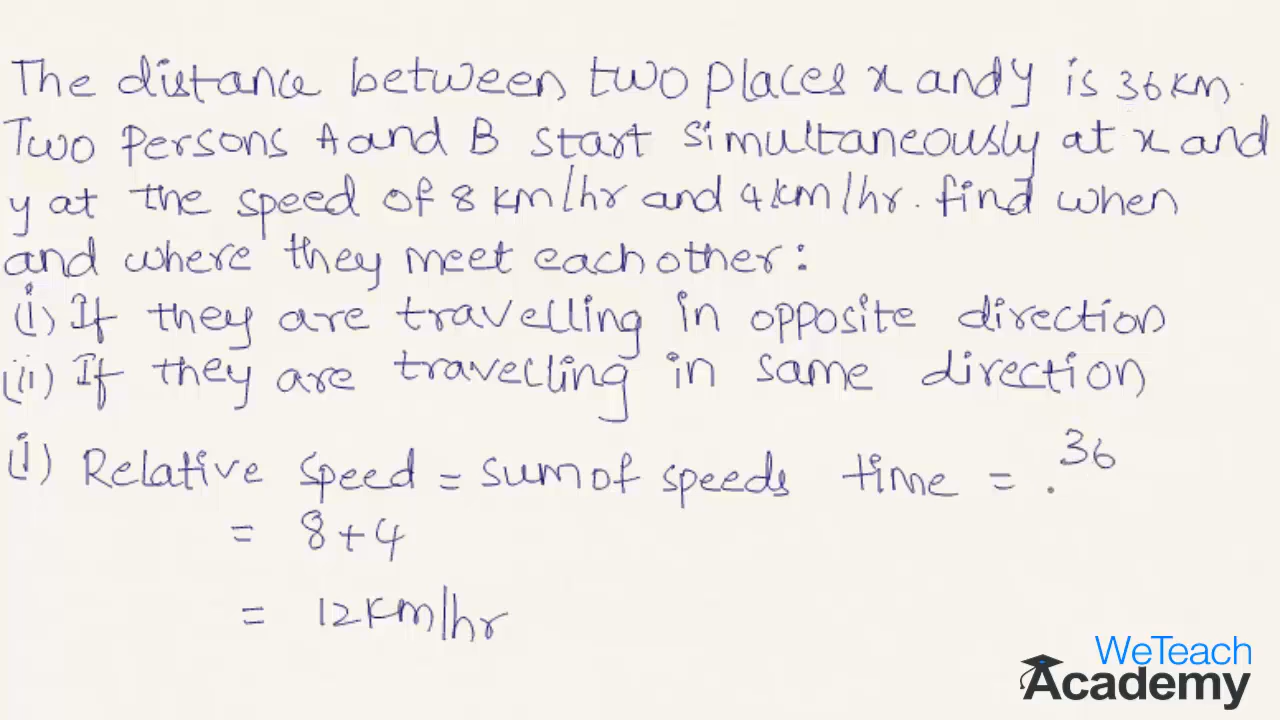 The distance between two places x and y is 36 km.
Two Persons A and B start simultaneously at x and
y at the speed of 8 km/hr and 4 km/hr. find when
and where they meet each other:
(i) If they are travelling in opposite direction
(ii) If they are travelling in same direction
(i) Relative speed = sum of speeds time = 36
= 8+4
= 12 km/hr
WeTeach
Academy